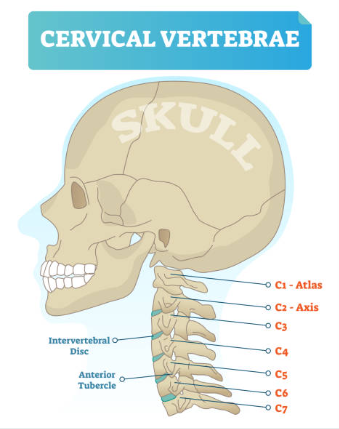 CERVICAL VERTEBRAE
SKULL
C1 - Atlas
C2 - Axis
C3
Intervertebral
Disc
C4
Anterior
Tubercle
C5
C6
C7